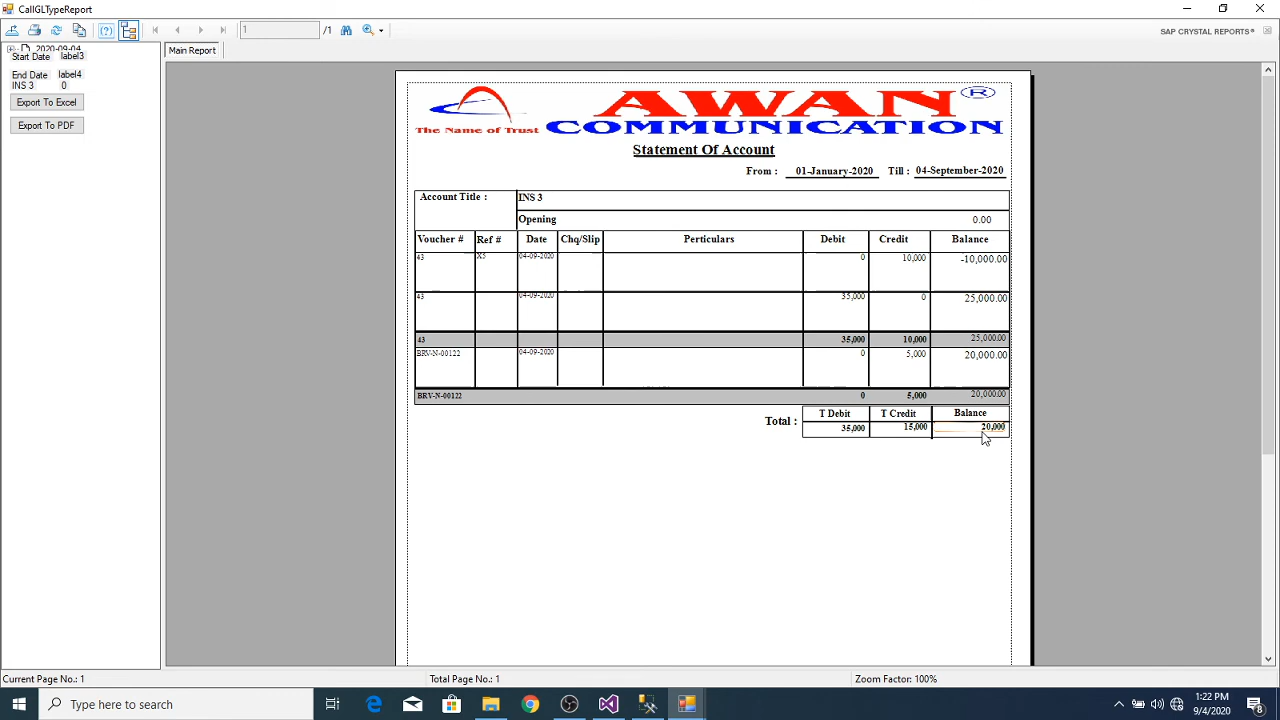 CallGLTypeReport
1 /1 SAP CRYSTAL REPORTS®
2020-09-04
Start Date label3
End Date label4
INS 3 0
Export To Excel
Export To PDF
Main Report
AWAN ®
The Name of Trust COMMUNICATION
Statement Of Account
From : 01-January-2020 Till : 04-September-2020
Account Title : INS 3
Opening 0.00
Voucher # Ref # Date Chq/Slip Perticulars Debit Credit Balance
43 X5 04-09-2020 0 10,000 -10,000.00
43 04-09-2020 35,000 0 25,000.00
43 35,000 10,000 25,000.00
BRV-N-00122 04-09-2020 0 5,000 20,000.00
BRV-N-00122 0 5,000 20,000.00
T Debit T Credit Balance
Total : 35,000 15,000 20,000
Current Page No.: 1 Total Page No.: 1 Zoom Factor: 100%
Type here to search
1:22 PM
9/4/2020
8